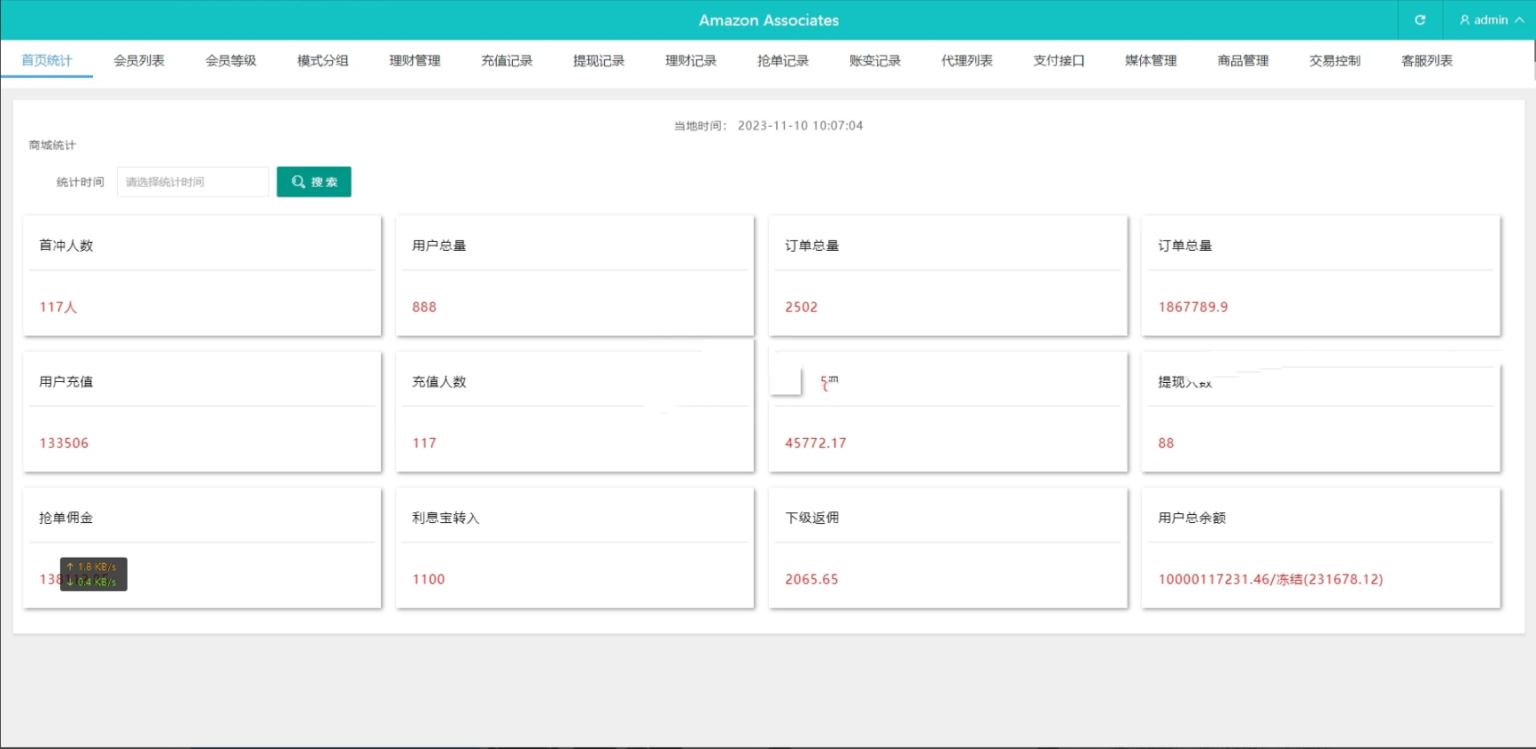 Amazon Associates
admin
首页统计 会员列表 会员等级 模式分组 理财管理 充值记录 提现记录 理财记录 抢单记录 账变记录 代理列表 支付接口 媒体管理 商品管理 交易控制 客服列表
当地时间： 2023-11-10 10:07:04
商城统计
统计时间 请选择统计时间 搜索
首冲人数 用户总量 订单总量 订单总量
117人 888 2502 1867789.9
用户充值 充值人数 提现人数
133506 117 45772.17 88
抢单佣金 利息宝转入 下级返佣 用户总余额
↑ 1.8 KB/s
↓ 0.4 KB/s
1100 2065.65 10000117231.46/冻结(231678.12)